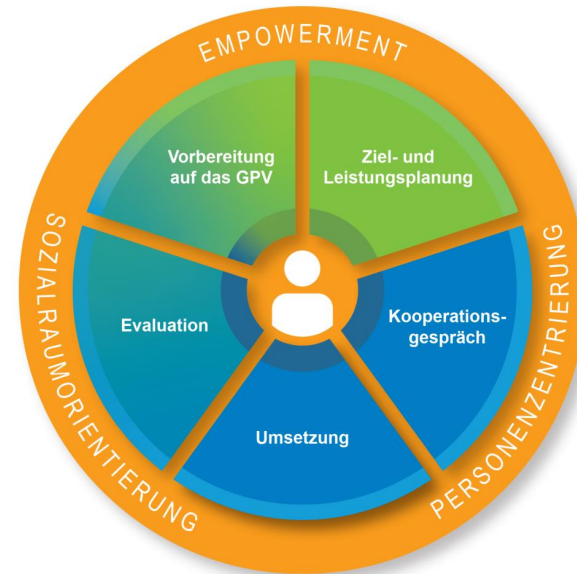 EMPOWERMENT
Vorbereitung
auf das GPV
Ziel- und
Leistungsplanung
Kooperations-
gespräch
Umsetzung
Evaluation
PERSONENZENTRIERUNG
SOZIALRAUMORIENTIERUNG